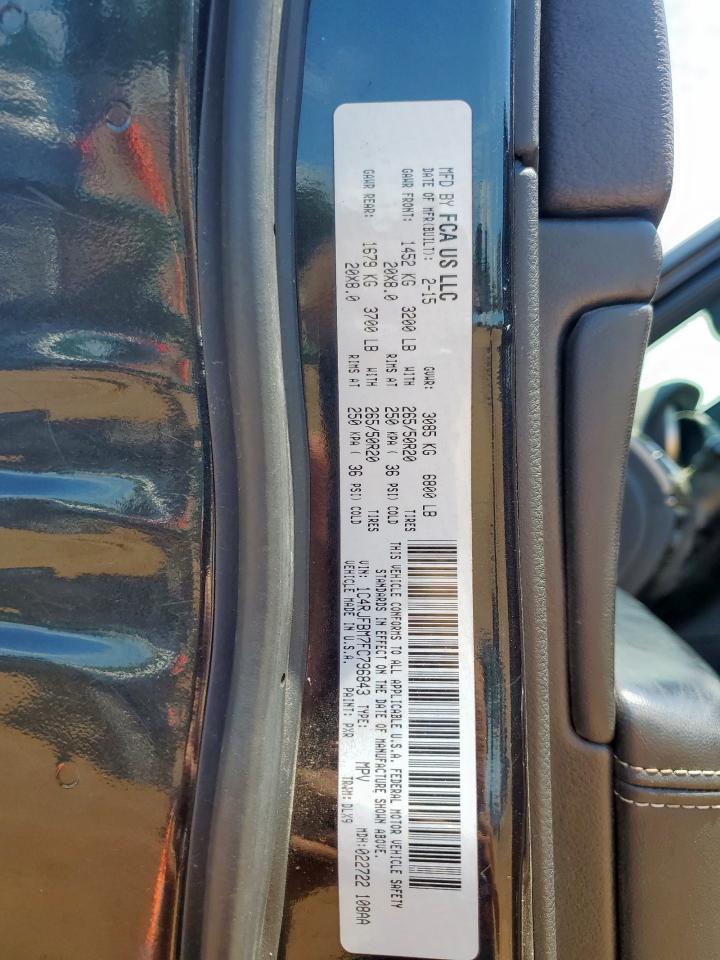 MFD BY FCA US LLC
DATE OF MFR(BUILT): 2-15 GVWR: 3085 KG 6800 LB
GAWR FRONT: 1452 KG 3200 LB WITH 265/50R20 TIRES
20X8.0 RIMS AT 250 KPA ( 36 PSI) COLD
GAWR REAR: 1679 KG 3700 LB WITH 265/50R20 TIRES
20X8.0 RIMS AT 250 KPA ( 36 PSI) COLD
THIS VEHICLE CONFORMS TO ALL APPLICABLE U.S.A. FEDERAL MOTOR VEHICLE SAFETY
STANDARDS IN EFFECT ON THE DATE OF MANUFACTURE SHOWN ABOVE.
VIN: 1C4RJFBM7FC796843 TYPE: MPV MDH:022722 108AA
VEHICLE MADE IN U.S.A. PAINT: PXR TRIM: DLX9